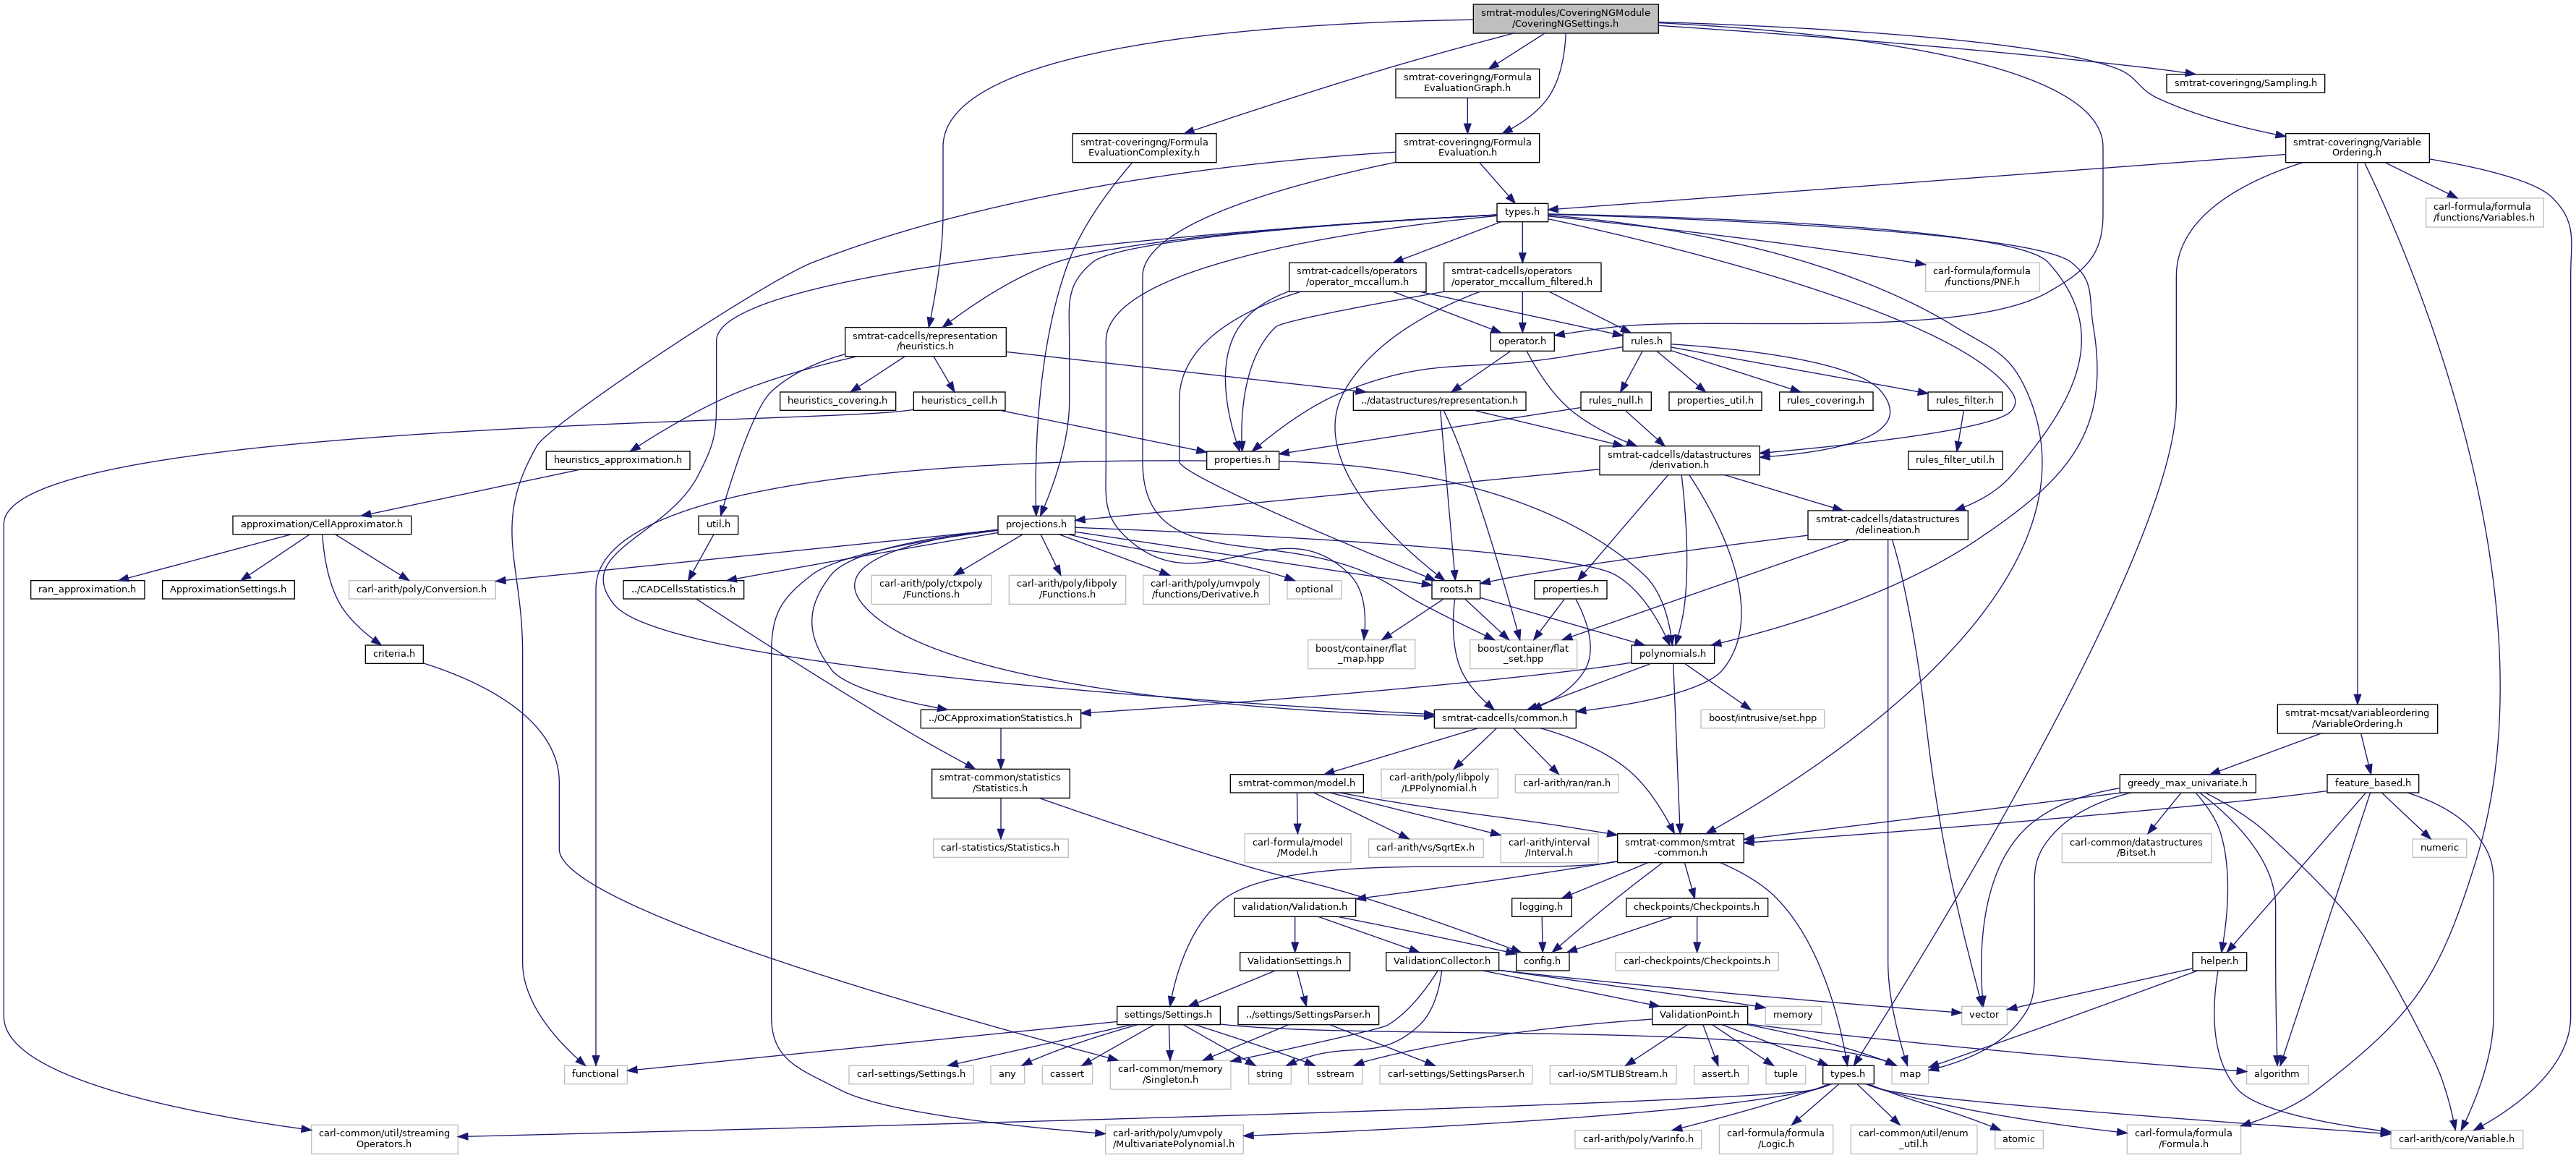 smtrat-modules/CoveringNGModule
/CoveringNGSettings.h
smtrat-coveringng/Formula
EvaluationGraph.h
smtrat-coveringng/Sampling.h
smtrat-coveringng/Formula
EvaluationComplexity.h
smtrat-coveringng/Formula
Evaluation.h
smtrat-coveringng/Variable
Ordering.h
types.h
carl-formula/formula
/functions/Variables.h
smtrat-cadcells/operators
/operator_mccallum.h
smtrat-cadcells/operators
/operator_mccallum_filtered.h
carl-formula/formula
/functions/PNF.h
smtrat-cadcells/representation
/heuristics.h
operator.h
rules.h
heuristics_covering.h
heuristics_cell.h
../datastructures/representation.h
rules_null.h
properties_util.h
rules_covering.h
rules_filter.h
heuristics_approximation.h
properties.h
smtrat-cadcells/datastructures
/derivation.h
rules_filter_util.h
approximation/CellApproximator.h
util.h
projections.h
smtrat-cadcells/datastructures
/delineation.h
ran_approximation.h
ApproximationSettings.h
carl-arith/poly/Conversion.h
../CADCellsStatistics.h
carl-arith/poly/ctxpoly
/Functions.h
carl-arith/poly/libpoly
/Functions.h
carl-arith/poly/umvpoly
/functions/Derivative.h
optional
roots.h
properties.h
criteria.h
boost/container/flat
_map.hpp
boost/container/flat
_set.hpp
polynomials.h
../OCApproximationStatistics.h
smtrat-cadcells/common.h
boost/intrusive/set.hpp
smtrat-mcsat/variableordering
/VariableOrdering.h
smtrat-common/statistics
/Statistics.h
smtrat-common/model.h
carl-arith/poly/libpoly
/LPPolynomial.h
carl-arith/ran/ran.h
greedy_max_univariate.h
feature_based.h
carl-statistics/Statistics.h
carl-formula/model
/Model.h
carl-arith/vs/SqrtEx.h
carl-arith/interval
/Interval.h
smtrat-common/smtrat
-common.h
carl-common/datastructures
/Bitset.h
numeric
validation/Validation.h
logging.h
checkpoints/Checkpoints.h
ValidationSettings.h
ValidationCollector.h
config.h
carl-checkpoints/Checkpoints.h
helper.h
settings/Settings.h
../settings/SettingsParser.h
ValidationPoint.h
memory
vector
functional
carl-settings/Settings.h
any
cassert
carl-common/memory
/Singleton.h
string
sstream
carl-settings/SettingsParser.h
carl-io/SMTLIBStream.h
assert.h
tuple
types.h
map
algorithm
carl-common/util/streaming
Operators.h
carl-arith/poly/umvpoly
/MultivariatePolynomial.h
carl-arith/poly/VarInfo.h
carl-formula/formula
/Logic.h
carl-common/util/enum
_util.h
atomic
carl-formula/formula
/Formula.h
carl-arith/core/Variable.h